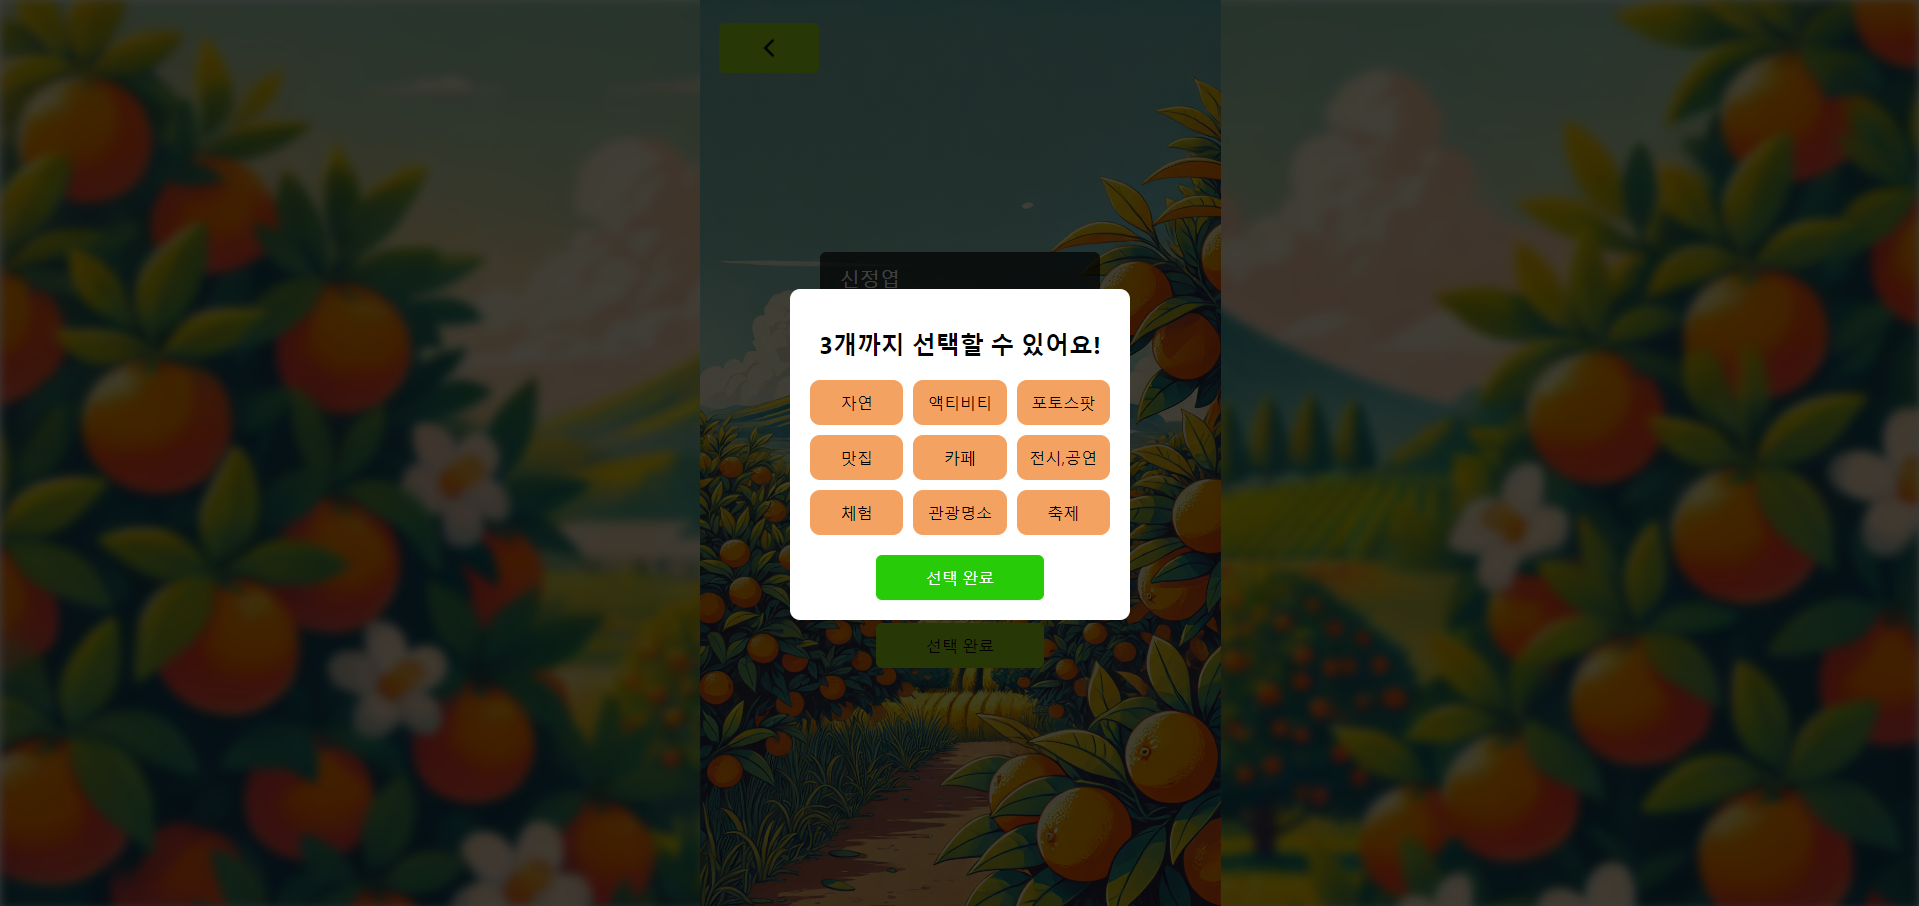 신정엽
3개까지 선택할 수 있어요!
자연 액티비티 포토스팟
맛집 카페 전시,공연
체험 관광명소 축제
선택 완료
선택 완료